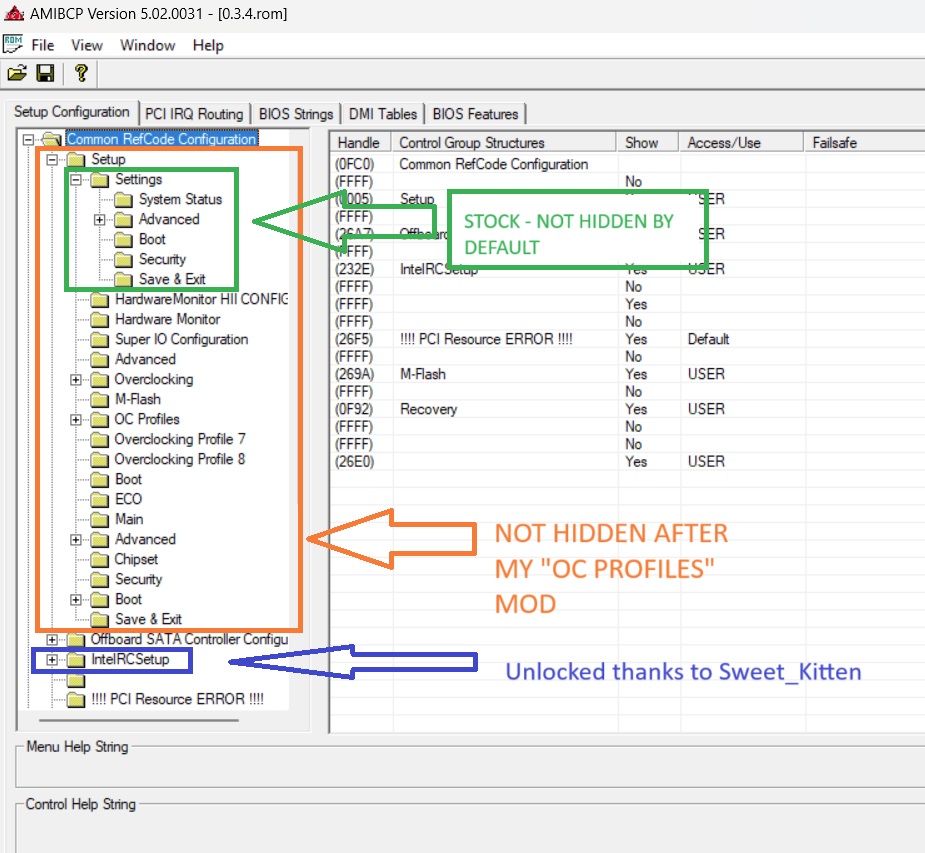 AMIBCP Version 5.02.0031 - [0.3.4.rom]
File View Window Help
Setup Configuration PCI IRQ Routing BIOS Strings DMI Tables BIOS Features
Common RefCode Configuration
Setup
Settings
System Status
Advanced
Boot
Security
Save & Exit
HardwareMonitor HII CONFIG
Hardware Monitor
Super IO Configuration
Advanced
Overclocking
M-Flash
OC Profiles
Overclocking Profile 7
Overclocking Profile 8
Boot
ECO
Main
Advanced
Chipset
Security
Boot
Save & Exit
Offboard SATA Controller Configu
IntelRCSetup
!!!! PCI Resource ERROR !!!!
Handle Control Group Structures Show Access/Use Failsafe
(0FC0) Common RefCode Configuration
(FFFF) No
(0005) Setup SER
(FFFF)
(26A7) Offboard SER
(FFFF)
(232E) IntelRCSetup Yes USER
(FFFF) No
(FFFF) Yes
(FFFF) No
(26F5) !!!! PCI Resource ERROR !!!! Yes Default
(FFFF) No
(269A) M-Flash Yes USER
(FFFF) No
(0F92) Recovery Yes USER
(FFFF) No
(FFFF) No
(26E0) Yes USER
STOCK - NOT HIDDEN BY
DEFAULT
NOT HIDDEN AFTER
MY "OC PROFILES"
MOD
Unlocked thanks to Sweet_Kitten
Menu Help String
Control Help String